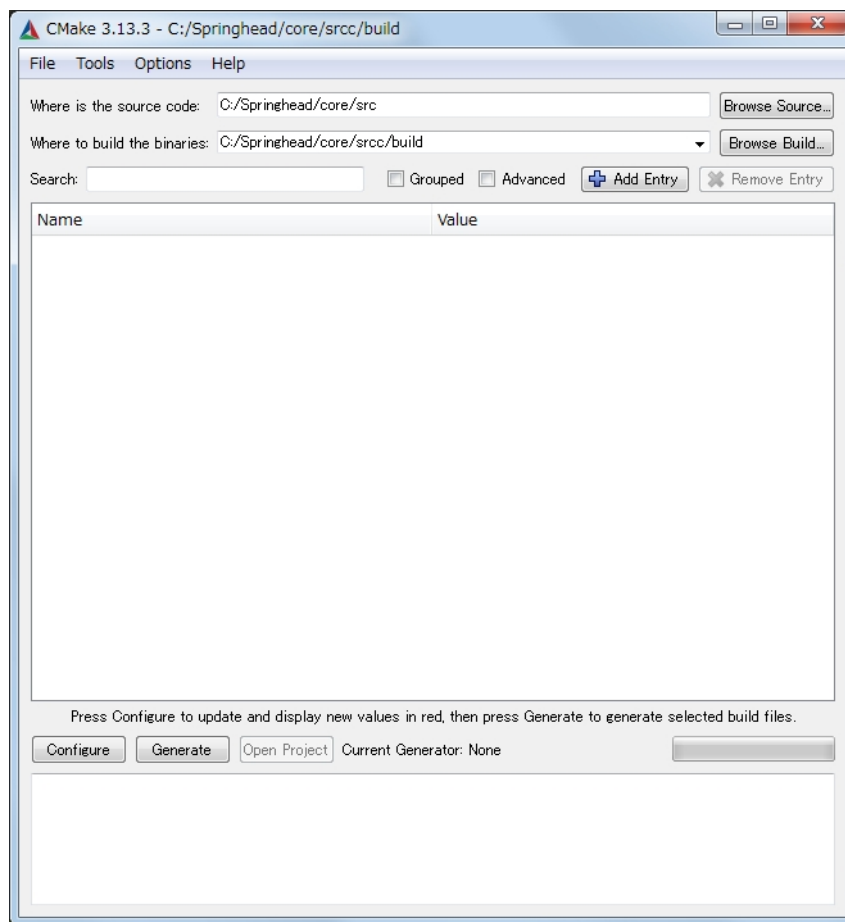 CMake 3.13.3 - C:/Springhead/core/srcc/build
File Tools Options Help
Where is the source code: C:/Springhead/core/src Browse Source...
Where to build the binaries: C:/Springhead/core/srcc/build Browse Build...
Search: Grouped Advanced Add Entry Remove Entry
Name Value
Press Configure to update and display new values in red, then press Generate to generate selected build files.
Configure Generate Open Project Current Generator: None